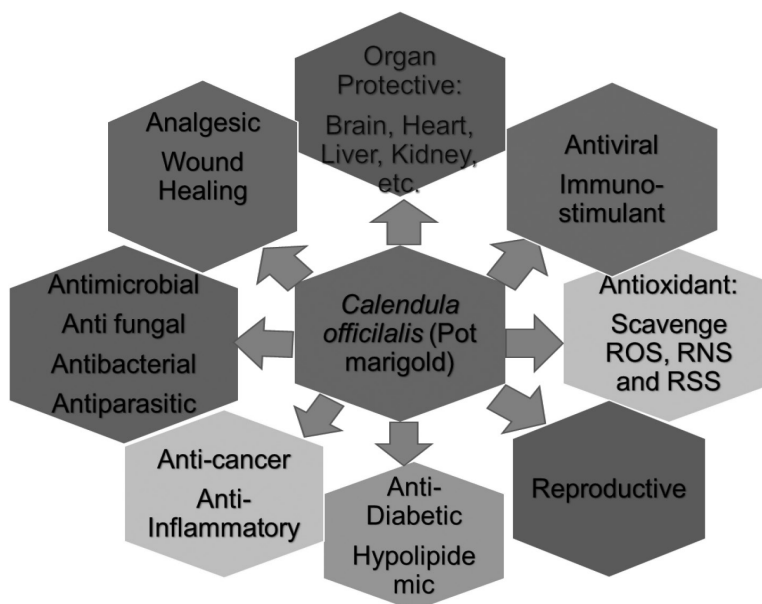 Organ
Protective:
Brain, Heart,
Liver, Kidney,
etc.
Analgesic
Wound
Healing
Antiviral
Immuno-
stimulant
Antimicrobial
Anti fungal
Antibacterial
Antiparasitic
Calendula
officilalis (Pot
marigold)
Antioxidant:
Scavenge
ROS, RNS
and RSS
Anti-cancer
Anti-
Inflammatory
Anti-
Diabetic
Hypolipide
mic
Reproductive